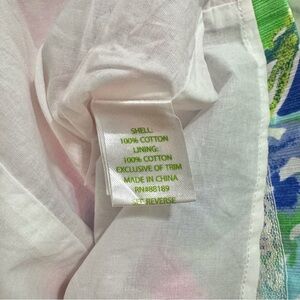 SHELL:
100% COTTON
LINING:
100% COTTON
EXCLUSIVE OF TRIM
MADE IN CHINA
RN#88189
SEE REVERSE